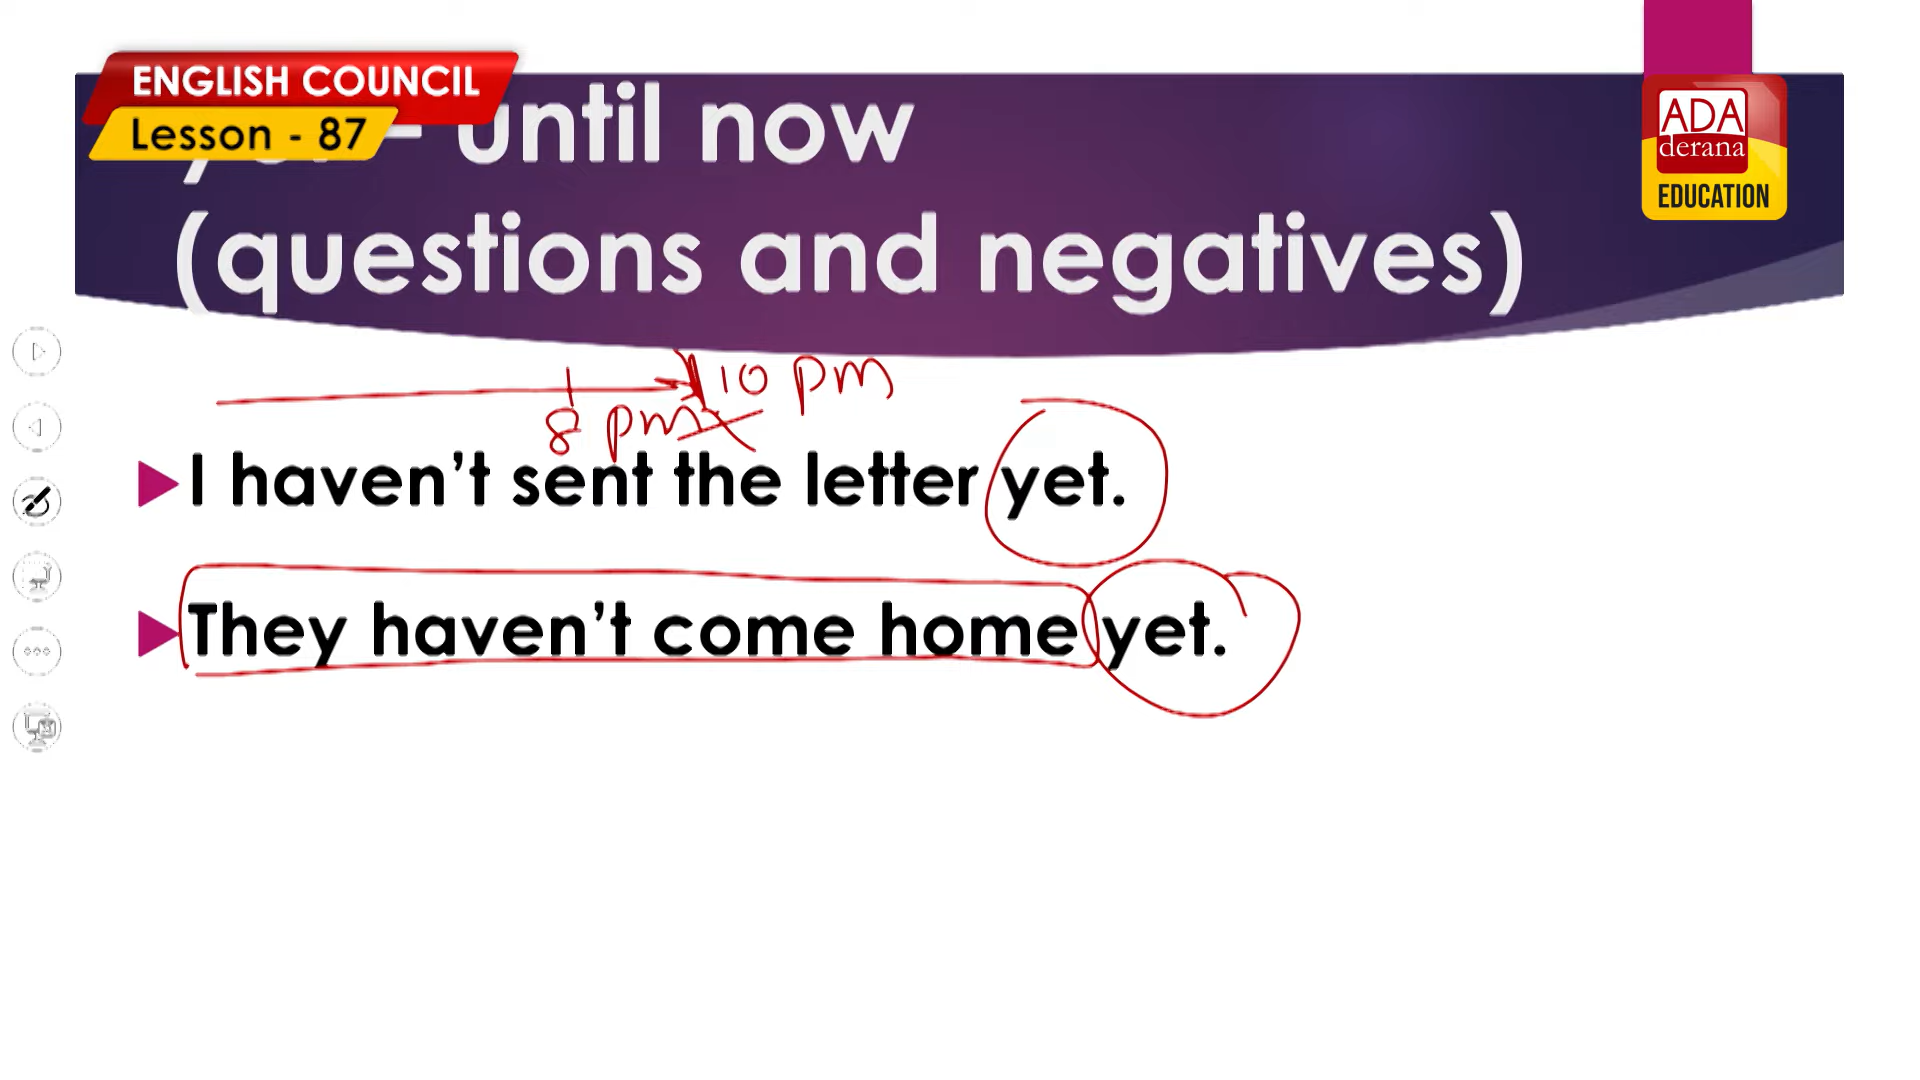 ENGLISH COUNCIL
Lesson - 87
until now
(questions and negatives)
ADA
derana
EDUCATION
10 pm
8 pm
I haven't sent the letter yet.
They haven't come home yet.